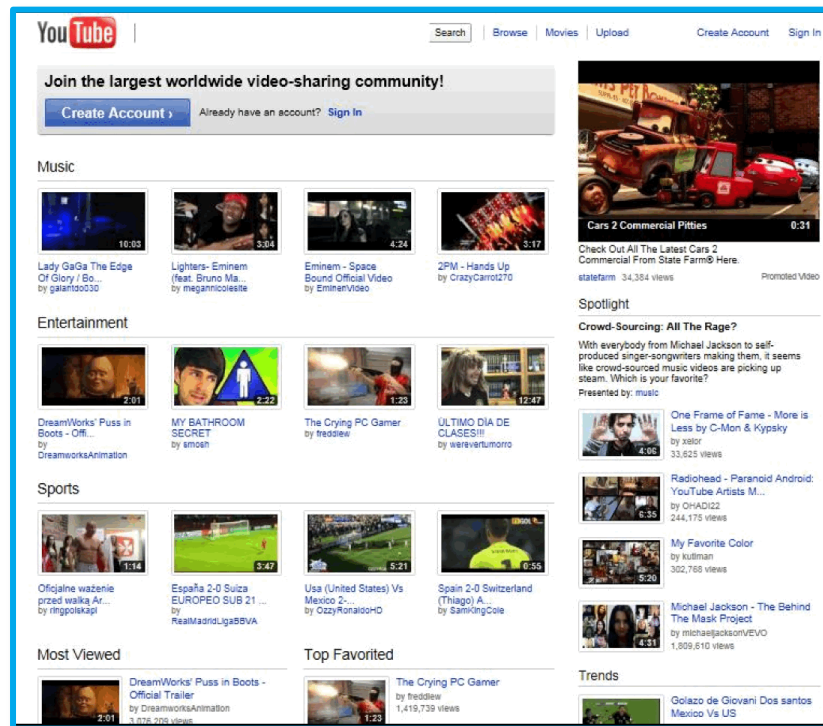 YouTube
Search Browse Movies Upload Create Account Sign In
Join the largest worldwide video-sharing community!
Create Account › Already have an account? Sign In
Music
10:03
Lady GaGa The Edge
Of Glory / Bo...
by galantdo030
3:04
Lighters- Eminem
(feat. Bruno Ma...
by megannicolesite
4:24
Eminem - Space
Bound Official Video
by EminenVideo
3:17
2PM - Hands Up
by CrazyCarrot270
Entertainment
2:01
DreamWorks' Puss in
Boots - Offi...
by
DreamworksAnimation
2:22
MY BATHROOM
SECRET
by smosh
1:23
The Crying PC Gamer
by freddiew
12:47
ÚLTIMO DÍA DE
CLASES!!!
by werevertumorro
Sports
1:14
Oficjalne ważenie
przed walką Ar...
by ringpolskapl
3:47
España 2-0 Suiza
EUROPEO SUB 21 ...
by
RealMadridLigaBBVA
5:21
Usa (United States) Vs
Mexico 2-...
by OzzyRonaldoHD
0:55
Spain 2-0 Switzerland
(Thiago) A...
by SamKingCole
Most Viewed
2:01
DreamWorks' Puss in Boots -
Official Trailer
by DreamworksAnimation
3,076,209 views
Top Favorited
1:23
The Crying PC Gamer
by freddiew
1,419,739 views
Cars 2 Commercial Pitties 0:31
Check Out All The Latest Cars 2
Commercial From State Farm® Here.
statefarm 34,384 views Promoted Video
Spotlight
Crowd-Sourcing: All The Rage?
With everybody from Michael Jackson to self-
produced singer-songwriters making them, it seems
like crowd-sourced music videos are picking up
steam. Which is your favorite?
Presented by: music
4:06
One Frame of Fame - More is
Less by C-Mon & Kypsky
by xelor
33,625 views
6:35
Radiohead - Paranoid Android:
YouTube Artists M...
by OHADI22
244,175 views
5:20
My Favorite Color
by kutiman
302,768 views
4:31
Michael Jackson - The Behind
The Mask Project
by michaeljacksonVEVO
1,809,610 views
Trends
Golazo de Giovani Dos santos
Mexico Vs US